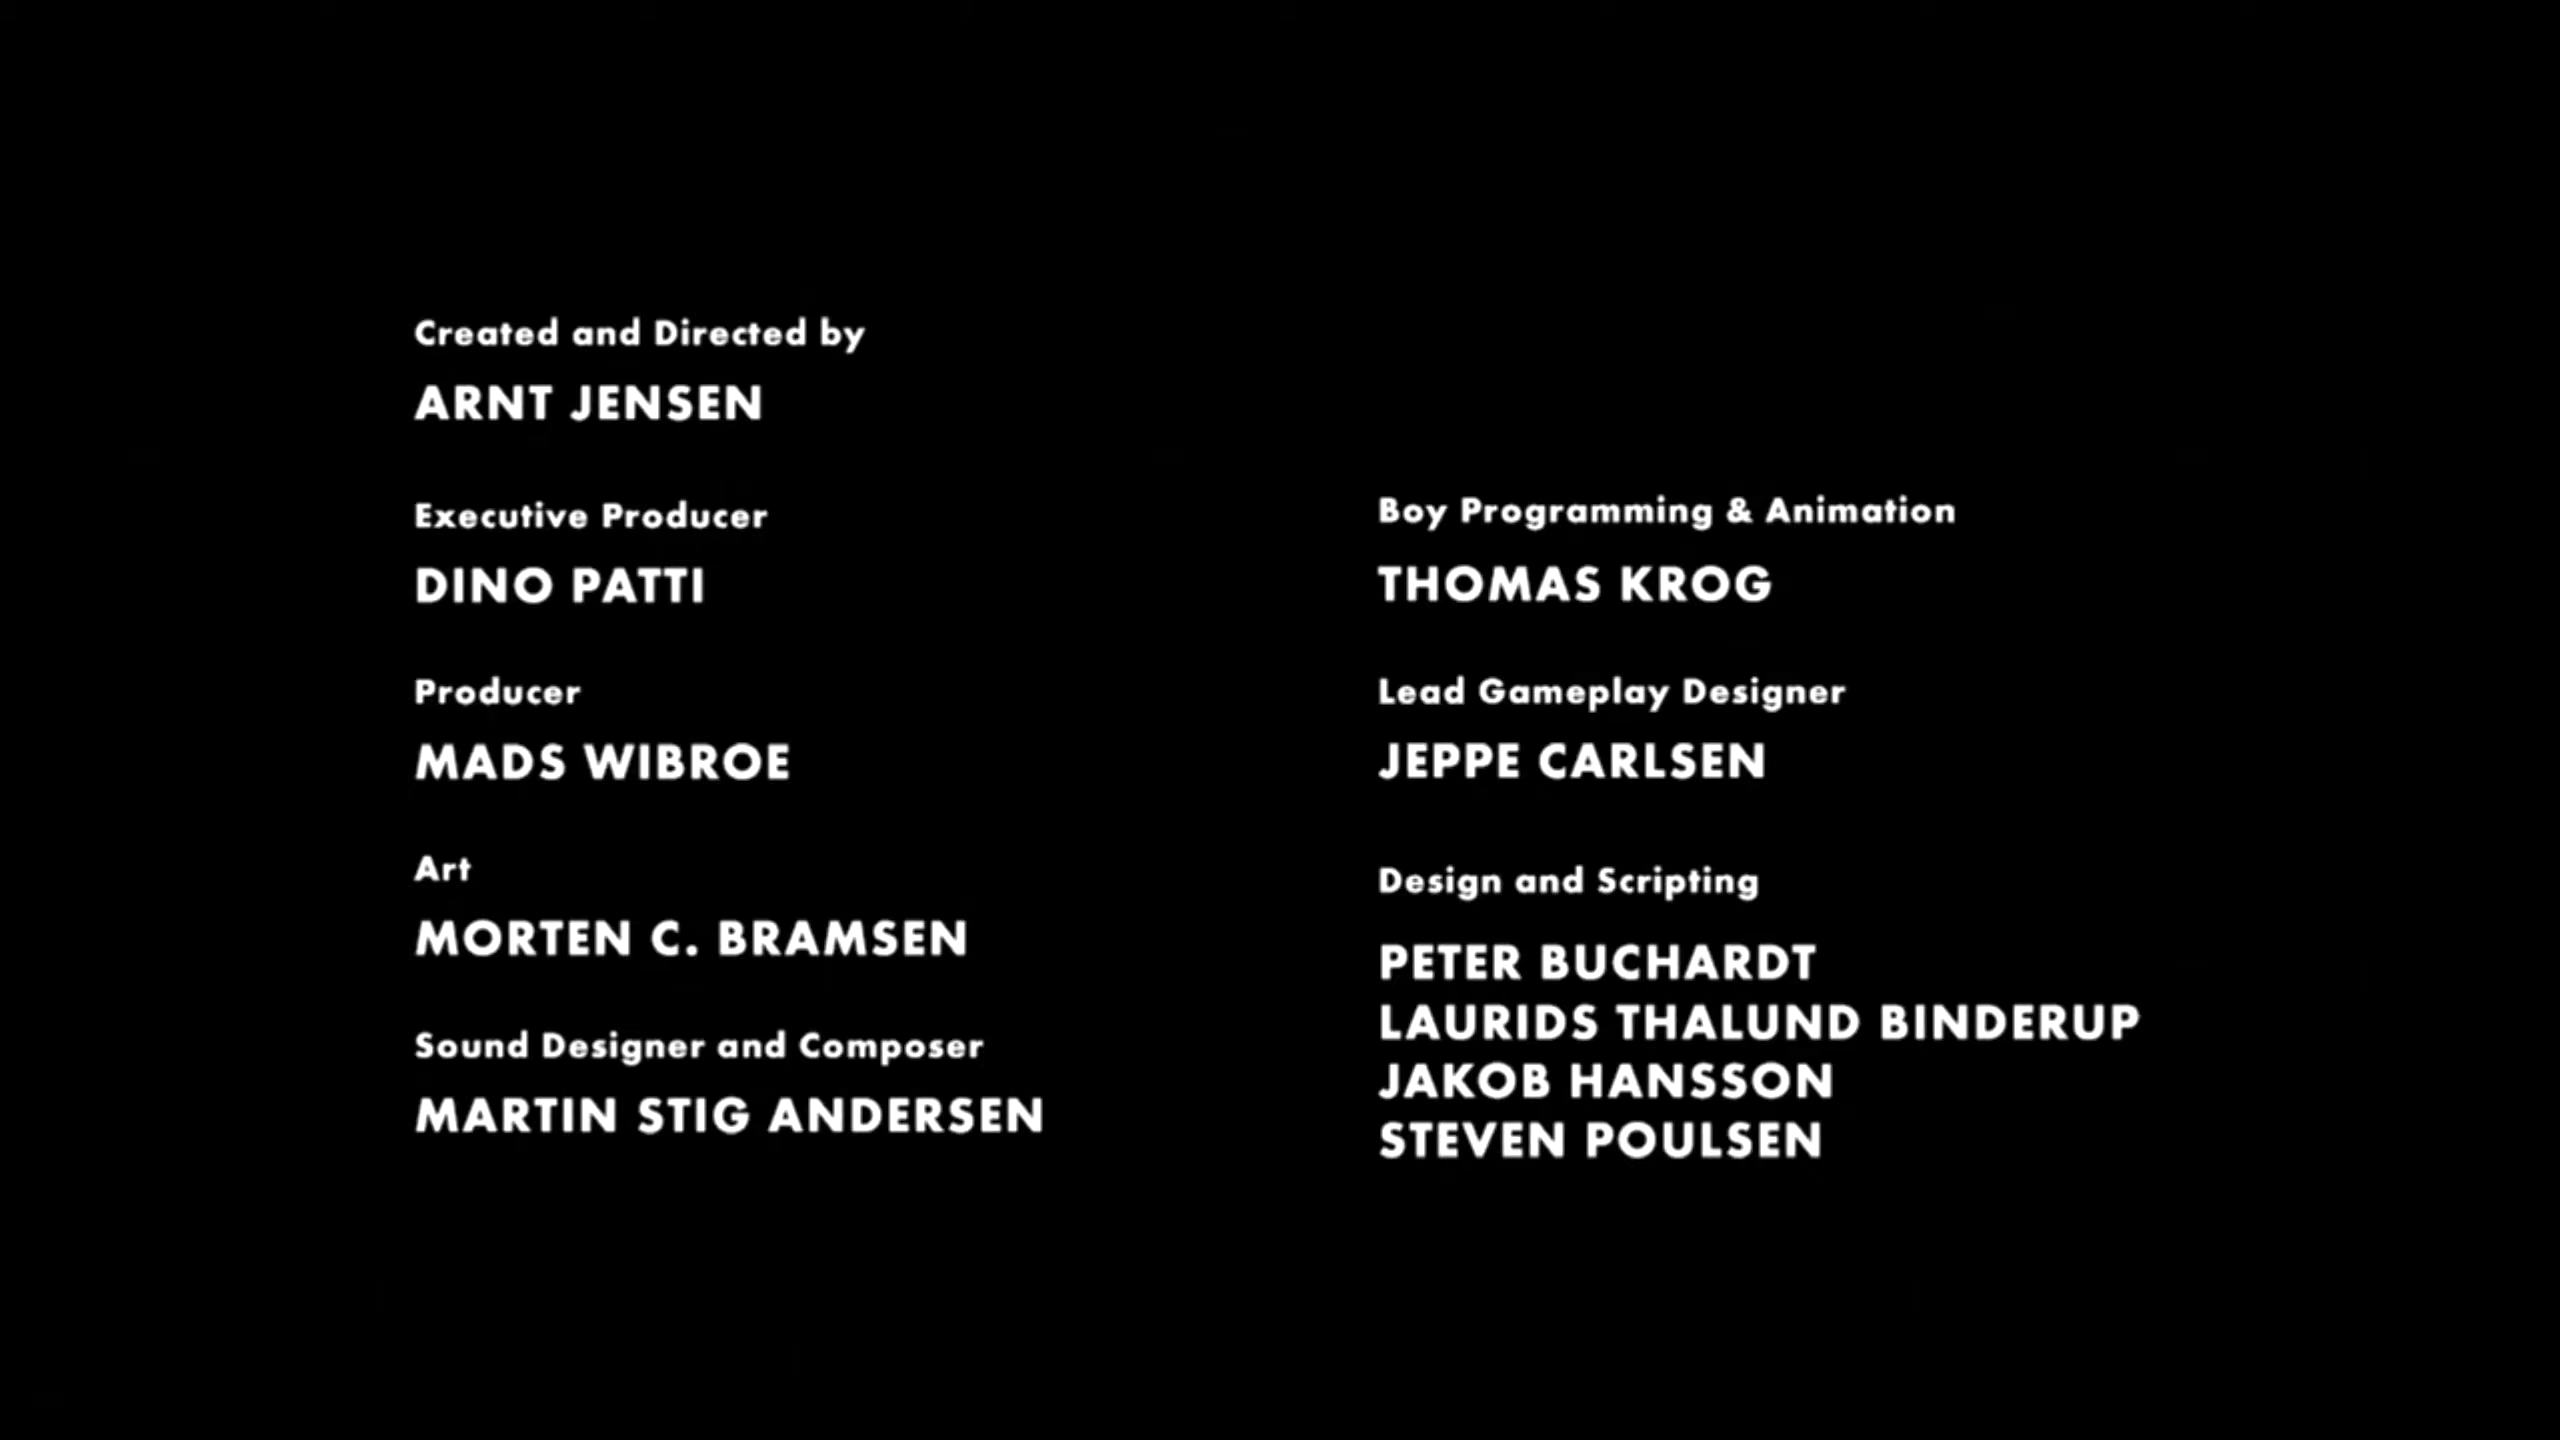 Created and Directed by
ARNT JENSEN
Executive Producer
DINO PATTI
Producer
MADS WIBROE
Art
MORTEN C. BRAMSEN
Sound Designer and Composer
MARTIN STIG ANDERSEN
Boy Programming & Animation
THOMAS KROG
Lead Gameplay Designer
JEPPE CARLSEN
Design and Scripting
PETER BUCHARDT
LAURIDS THALUND BINDERUP
JAKOB HANSSON
STEVEN POULSEN